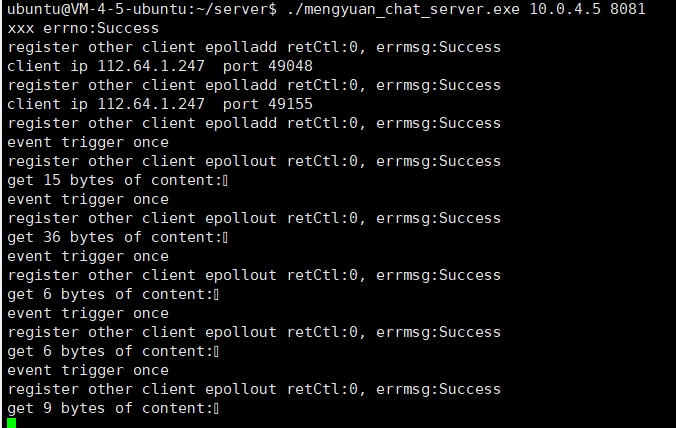 ubuntu@VM-4-5-ubuntu:~/server$ ./mengyuan_chat_server.exe 10.0.4.5 8081
xxx errno:Success
register other client epolladd retCtl:0, errmsg:Success
client ip 112.64.1.247  port 49048
register other client epolladd retCtl:0, errmsg:Success
client ip 112.64.1.247  port 49155
register other client epolladd retCtl:0, errmsg:Success
event trigger once
register other client epollout retCtl:0, errmsg:Success
get 15 bytes of content:▯
event trigger once
register other client epollout retCtl:0, errmsg:Success
get 36 bytes of content:▯
event trigger once
register other client epollout retCtl:0, errmsg:Success
get 6 bytes of content:▯
event trigger once
register other client epollout retCtl:0, errmsg:Success
get 6 bytes of content:▯
event trigger once
register other client epollout retCtl:0, errmsg:Success
get 9 bytes of content:▯